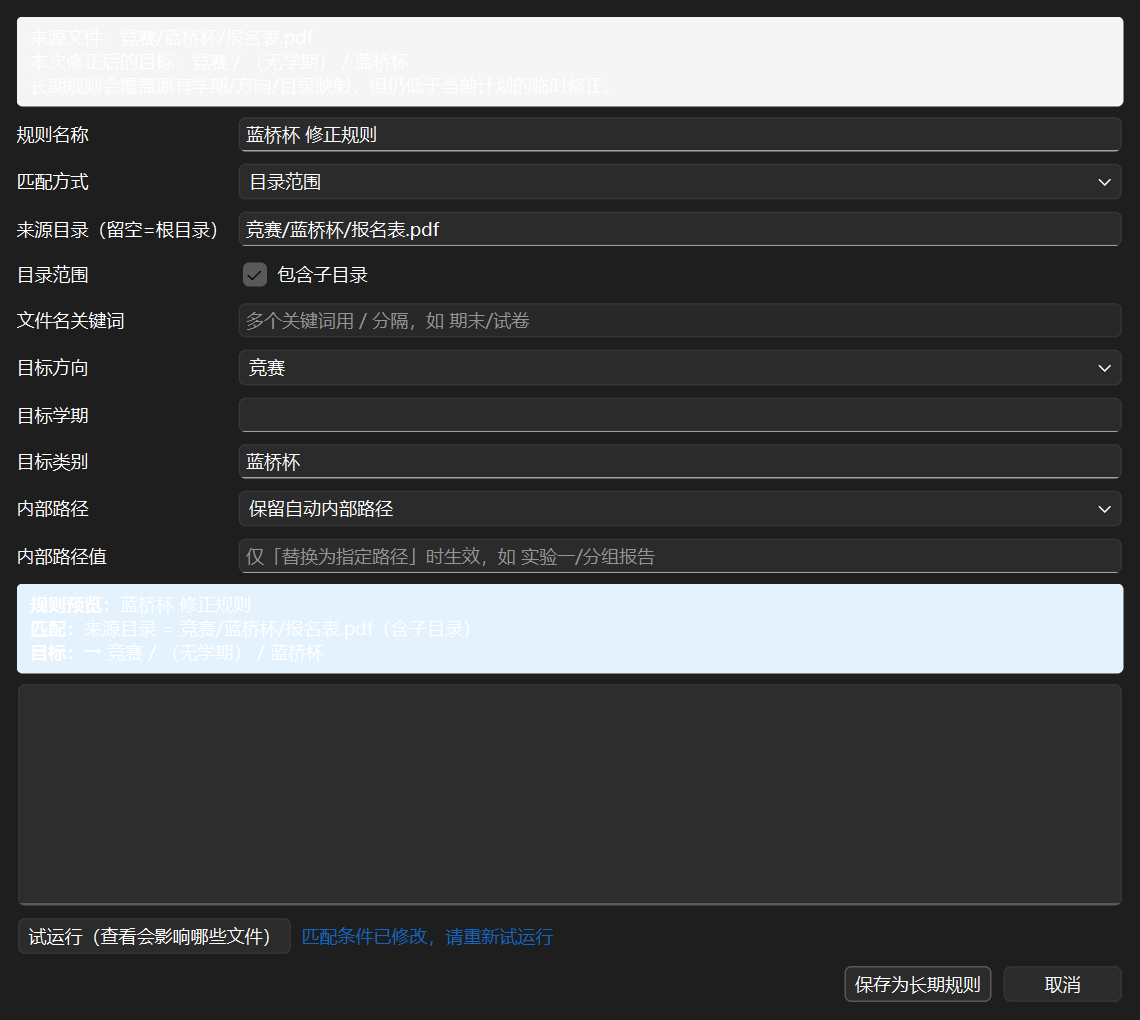 来源文件：竞赛/蓝桥杯/报名表.pdf
本次修正后的目标：竞赛 / （无学期） / 蓝桥杯
长期规则会覆盖原有学期/方向/目录映射，但仍低于当前计划的临时修正。
规则名称 蓝桥杯 修正规则
匹配方式 目录范围
来源目录（留空=根目录） 竞赛/蓝桥杯/报名表.pdf
目录范围 包含子目录
文件名关键词 多个关键词用 / 分隔，如 期末/试卷
目标方向 竞赛
目标学期
目标类别 蓝桥杯
内部路径 保留自动内部路径
内部路径值 仅「替换为指定路径」时生效，如 实验一/分组报告
规则预览：蓝桥杯 修正规则
匹配：来源目录 = 竞赛/蓝桥杯/报名表.pdf（含子目录）
目标：→ 竞赛 / （无学期） / 蓝桥杯
试运行（查看会影响哪些文件） 匹配条件已修改，请重新试运行
保存为长期规则 取消